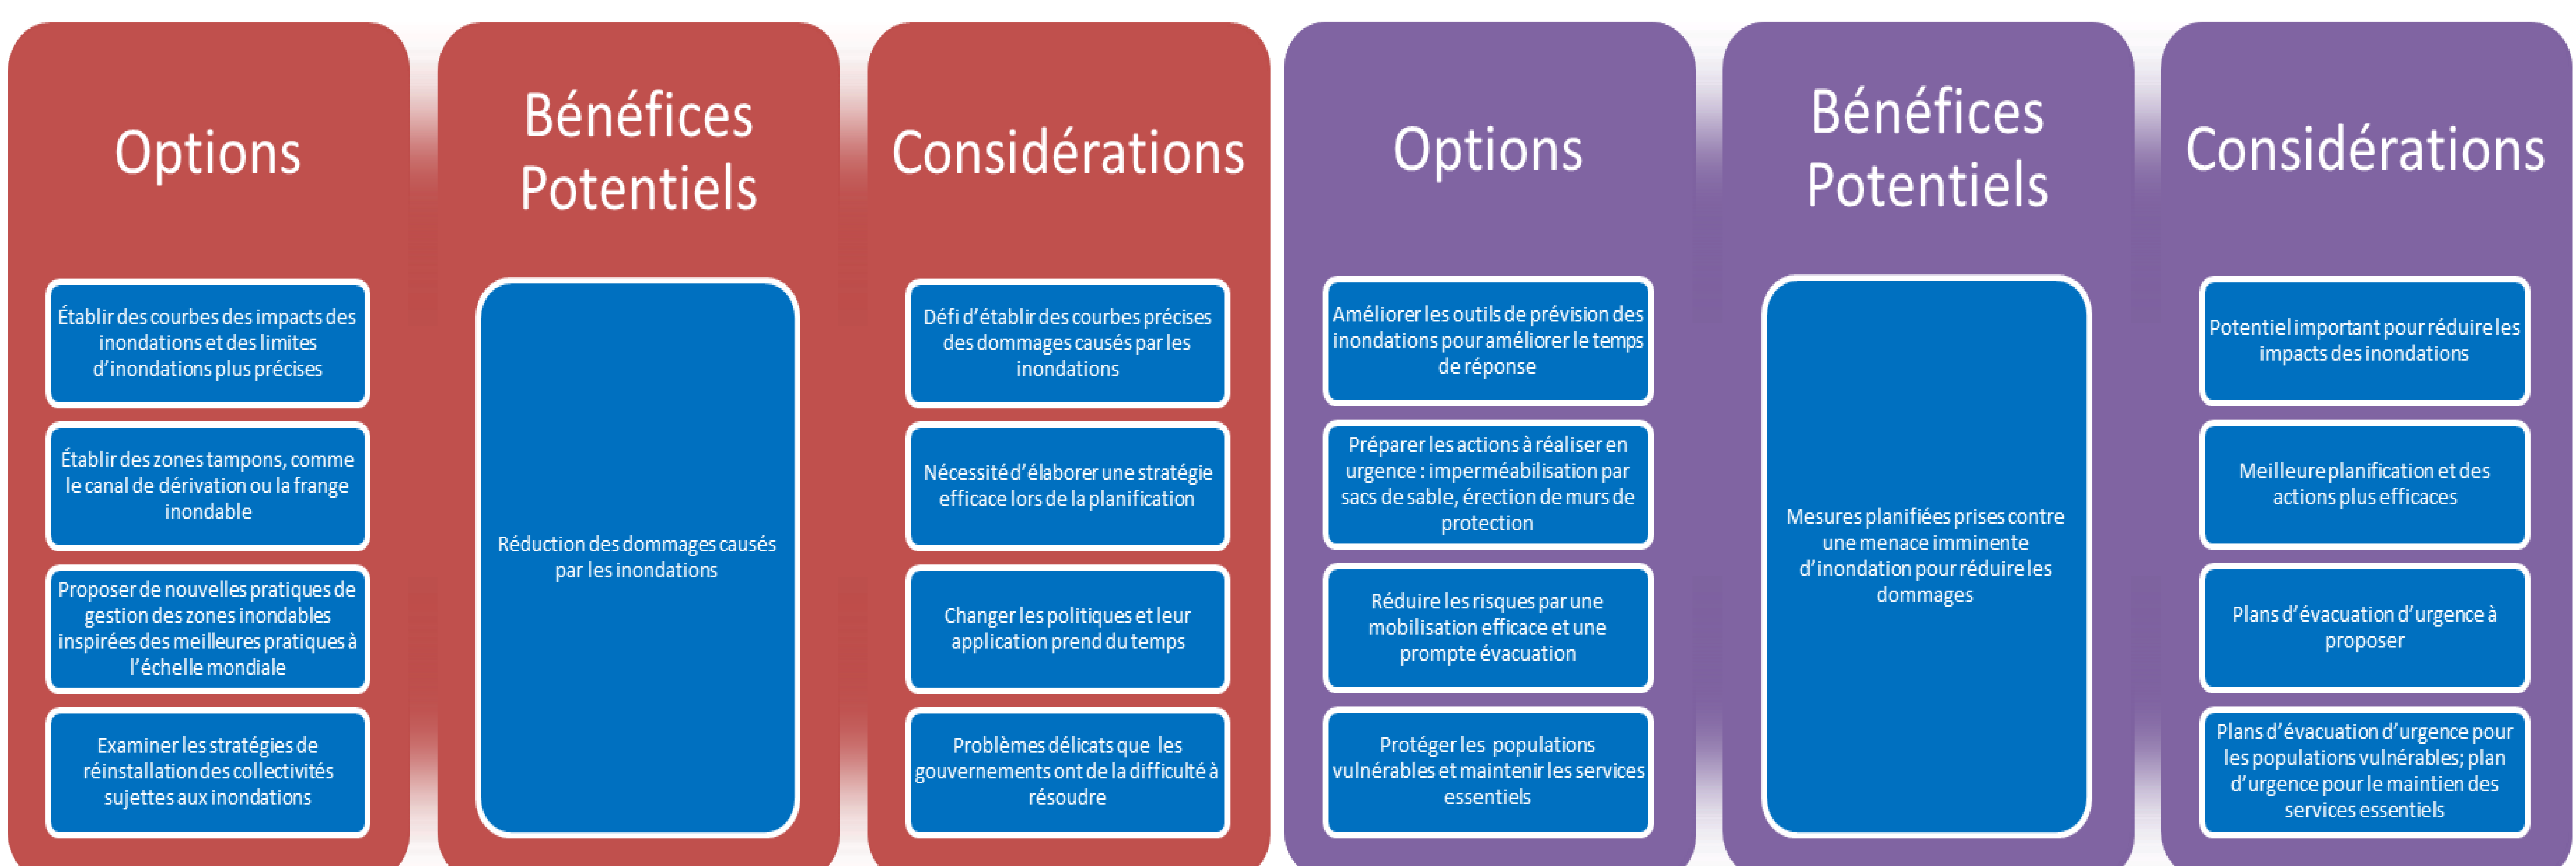 Options
Établir des courbes des impacts des
inondations et des limites
d'inondations plus précises
Établir des zones tampons, comme
le canal de dérivation ou la frange
inondable
Proposer de nouvelles pratiques de
gestion des zones inondables
inspirées des meilleures pratiques à
l'échelle mondiale
Examiner les stratégies de
réinstallation des collectivités
sujettes aux inondations
Bénéfices
Potentiels
Réduction des dommages causés
par les inondations
Considérations
Défi d'établir des courbes précises
des dommages causés par les
inondations
Nécessité d'élaborer une stratégie
efficace lors de la planification
Changer les politiques et leur
application prend du temps
Problèmes délicats que les
gouvernements ont de la difficulté à
résoudre
Options
Améliorer les outils de prévision des
inondations pour améliorer le temps
de réponse
Préparer les actions à réaliser en
urgence : imperméabilisation par
sacs de sable, érection de murs de
protection
Réduire les risques par une
mobilisation efficace et une
prompte évacuation
Protéger les populations
vulnérables et maintenir les services
essentiels
Bénéfices
Potentiels
Mesures planifiées prises contre
une menace imminente
d'inondation pour réduire les
dommages
Considérations
Potentiel important pour réduire les
impacts des inondations
Meilleure planification et des
actions plus efficaces
Plans d'évacuation d'urgence à
proposer
Plans d'évacuation d'urgence pour
les populations vulnérables; plan
d'urgence pour le maintien des
services essentiels